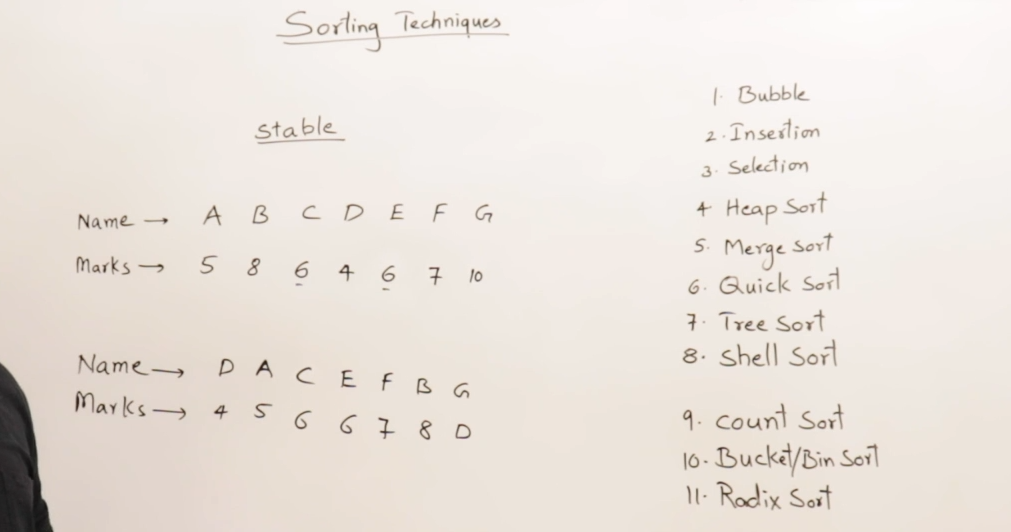 Sorting Techniques
Stable
Name → A B C D E F G
Marks → 5 8 6 4 6 7 10
Name → D A C E F B G
Marks → 4 5 6 6 7 8 D
1. Bubble
2. Insertion
3. Selection
4 Heap Sort
5. Merge Sort
6. Quick Sort
7. Tree Sort
8. Shell Sort
9. Count Sort
10. Bucket/Bin Sort
11. Radix Sort